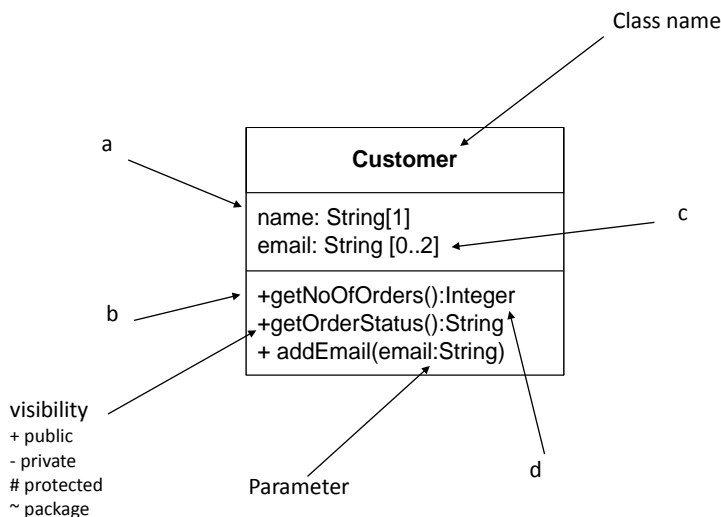 Class name
a
Customer
name: String[1]
email: String [0..2]
c
b
+getNoOfOrders():Integer
+getOrderStatus():String
+ addEmail(email:String)
visibility
+ public
- private
# protected
~ package
Parameter
d